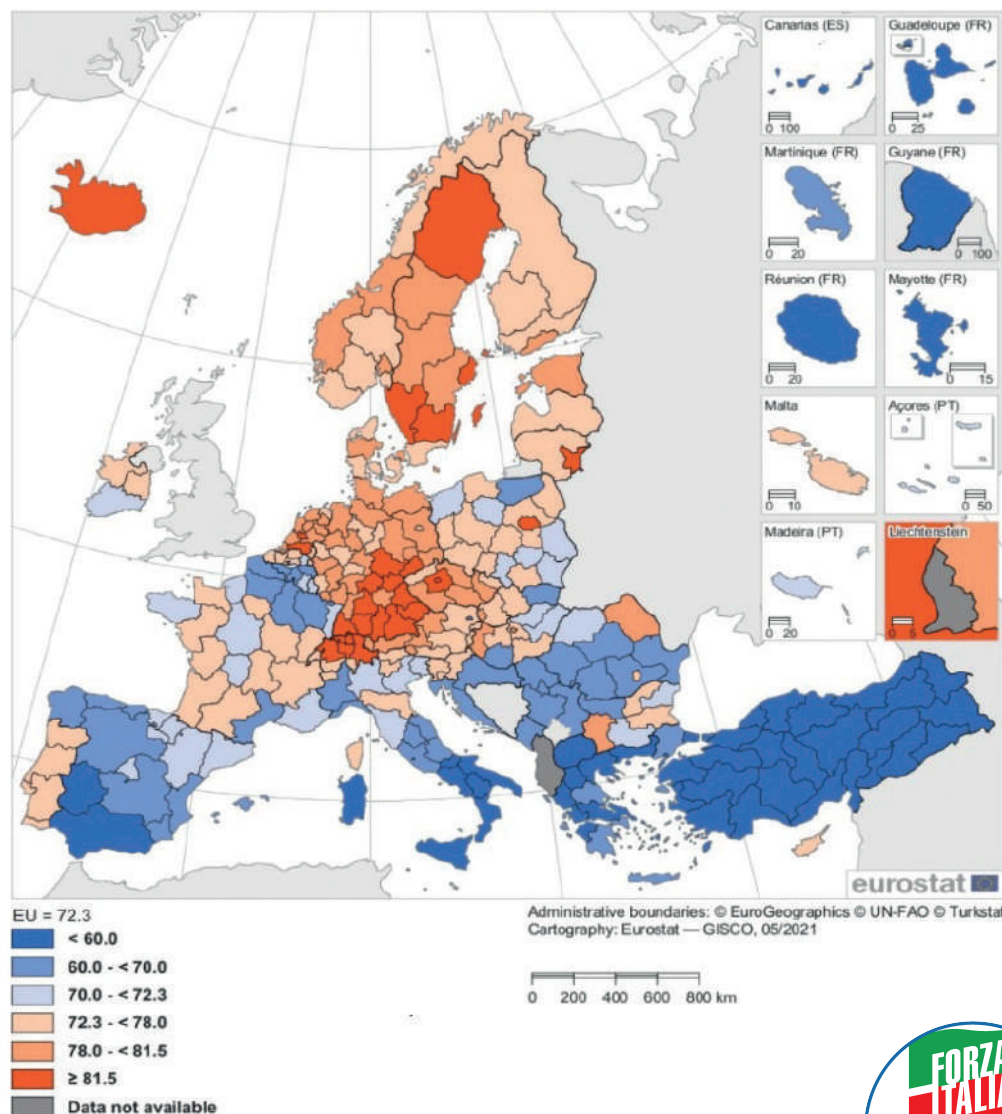 Canarias (ES)
0 100
Guadeloupe (FR)
0 25
Martinique (FR)
0 20
Guyane (FR)
0 100
Réunion (FR)
0 20
Mayotte (FR)
0 15
Malta
0 10
Açores (PT)
0 50
Madeira (PT)
0 20
Liechtenstein
0 5
eurostat
EU = 72.3
< 60.0
60.0 - < 70.0
70.0 - < 72.3
72.3 - < 78.0
78.0 - < 81.5
≥ 81.5
Data not available
Administrative boundaries: © EuroGeographics © UN-FAO © Turkstat
Cartography: Eurostat — GISCO, 05/2021
0 200 400 600 800 km
FORZA
ITALIA